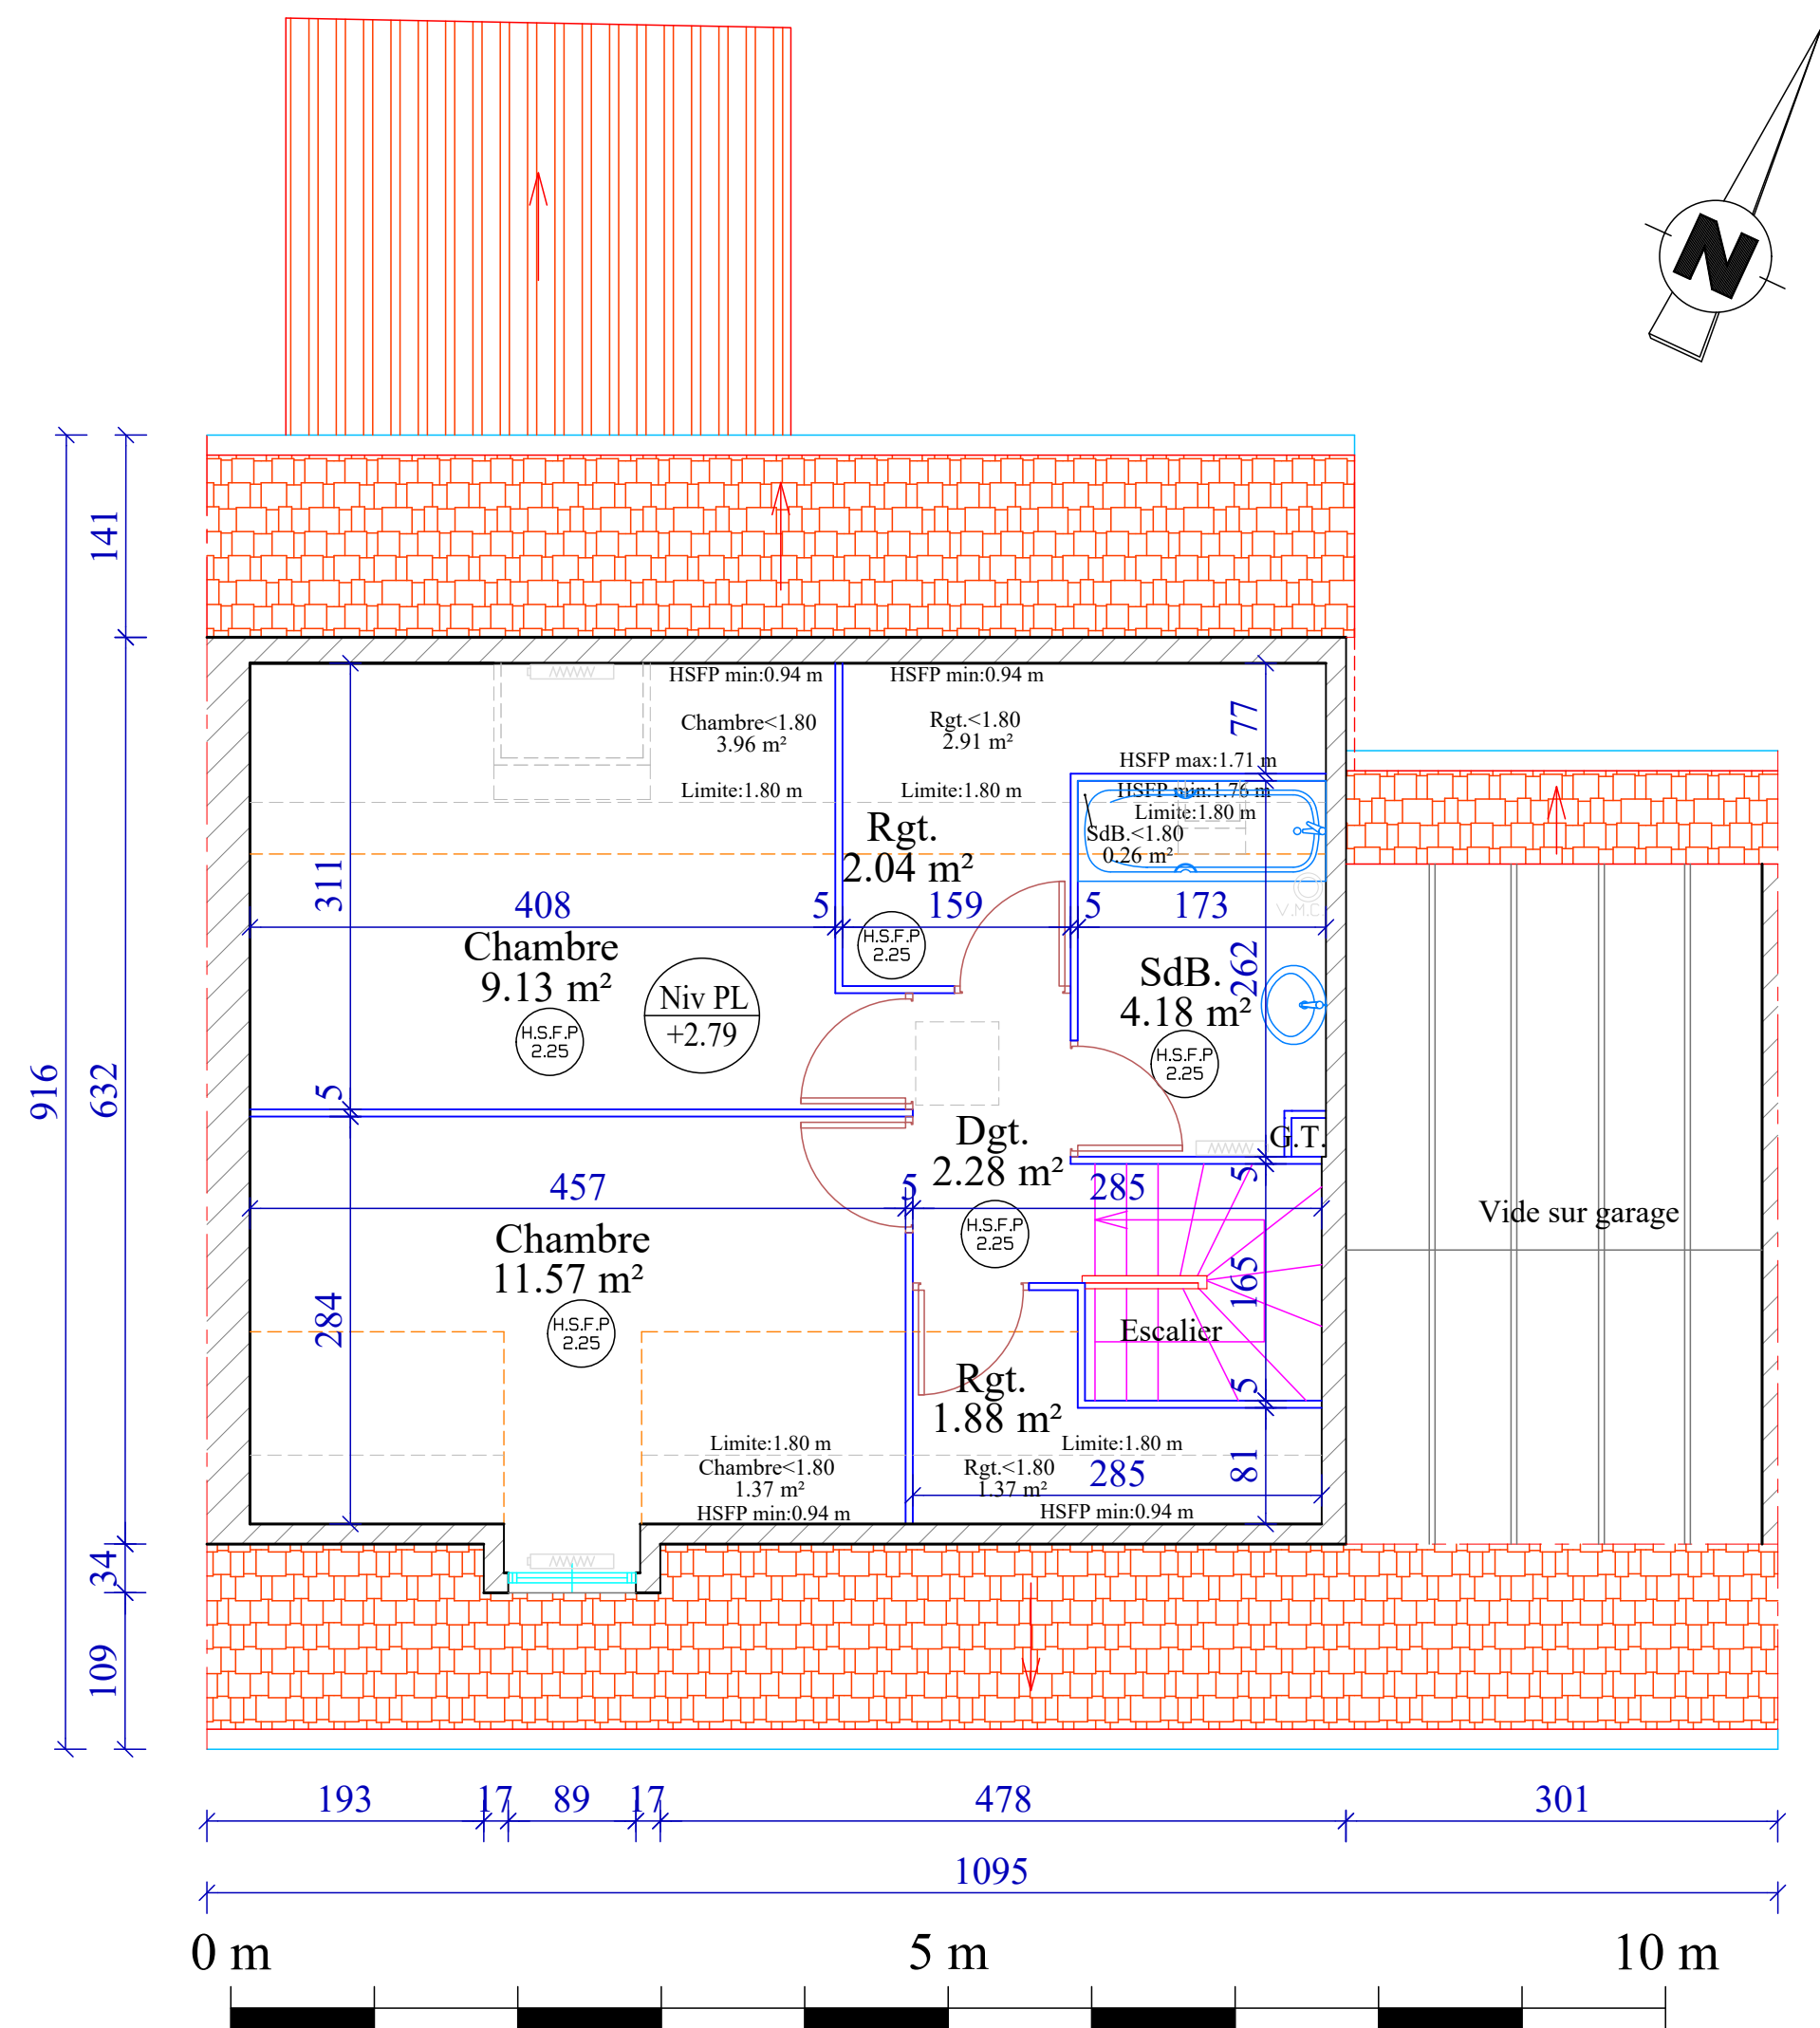 N
141
HSFP min:0.94 m
HSFP min:0.94 m
Chambre<1.80
3.96 m²
Rgt.<1.80
2.91 m²
77
HSFP max:1.71 m
Limite:1.80 m
Limite:1.80 m
HSFP min:1.76 m
Limite:1.80 m
SdB.<1.80
0.26 m²
Rgt.
2.04 m²
311
408
5
159
5
173
V.M.C.
H.S.F.P
2.25
Chambre
9.13 m²
H.S.F.P
2.25
Niv PL
+2.79
SdB.
4.18 m²
262
H.S.F.P
2.25
916
632
5
Dgt.
2.28 m²
G.T.
5
457
5
285
H.S.F.P
2.25
Vide sur garage
Chambre
11.57 m²
H.S.F.P
2.25
284
165
Escalier
5
Rgt.
1.88 m²
Limite:1.80 m
Chambre<1.80
1.37 m²
HSFP min:0.94 m
Limite:1.80 m
Rgt.<1.80
1.37 m²
285
81
HSFP min:0.94 m
34
109
193
17
89
17
478
301
1095
0 m
5 m
10 m